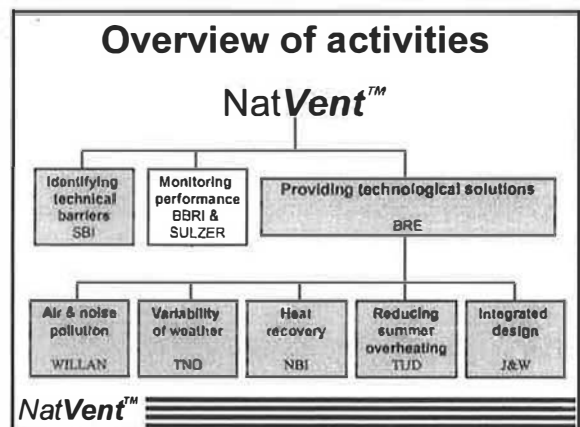 Overview of activities
NatVent™
Identifying
technical
barriers
SBI
Monitoring
performance
BBRI &
SULZER
Providing technological solutions
BRE
Air & noise
pollution
WILLAN
Variability
of weather
TNO
Heat
recovery
NBI
Reducing
summer
overheating
TUD
Integrated
design
J&W
NatVent™